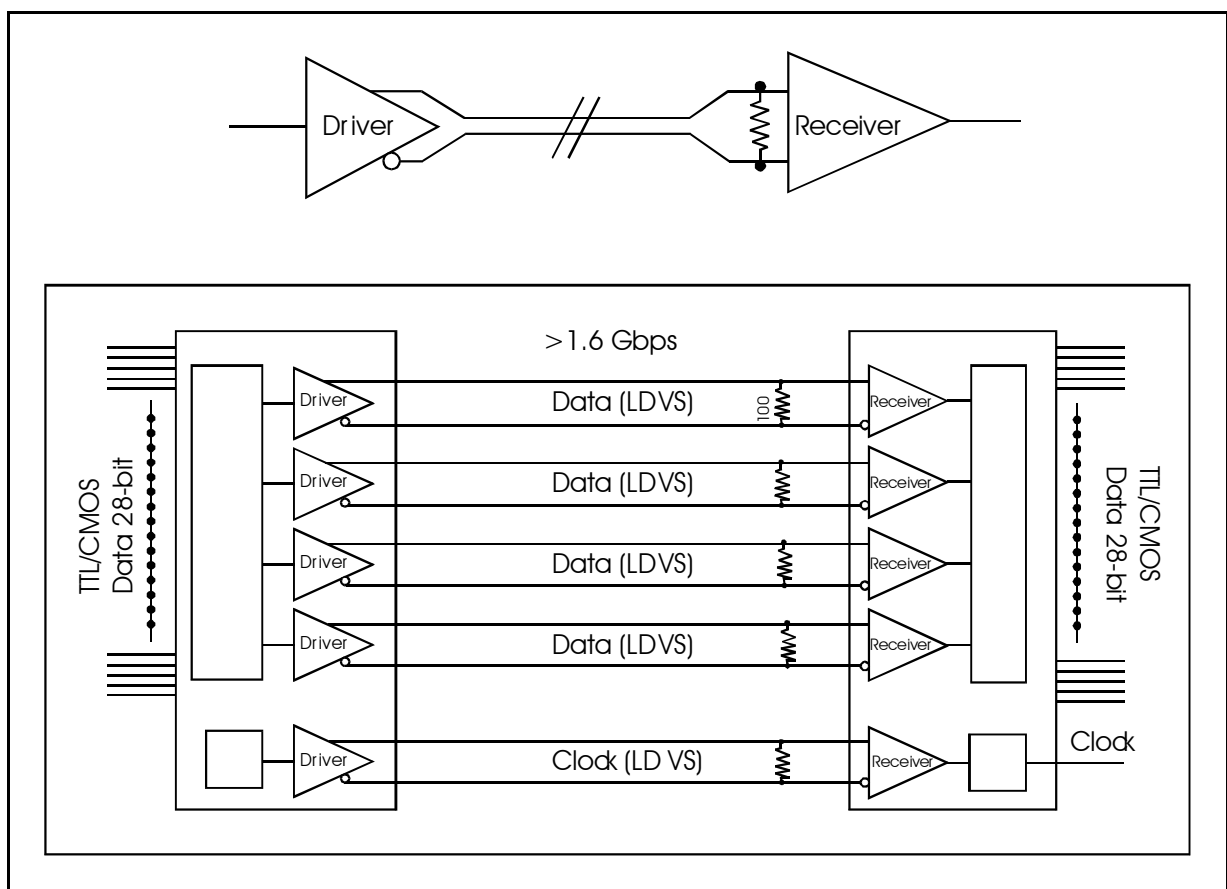 Driver
Receiver
>1.6 Gbps
Driver
Data (LDVS)
100
Receiver
Driver
Data (LDVS)
Receiver
TTL/CMOS
Data 28-bit
TTL/CMOS
Data 28-bit
Driver
Data (LDVS)
Receiver
Driver
Data (LDVS)
Receiver
Driver
Clock (LD VS)
Receiver
Clock